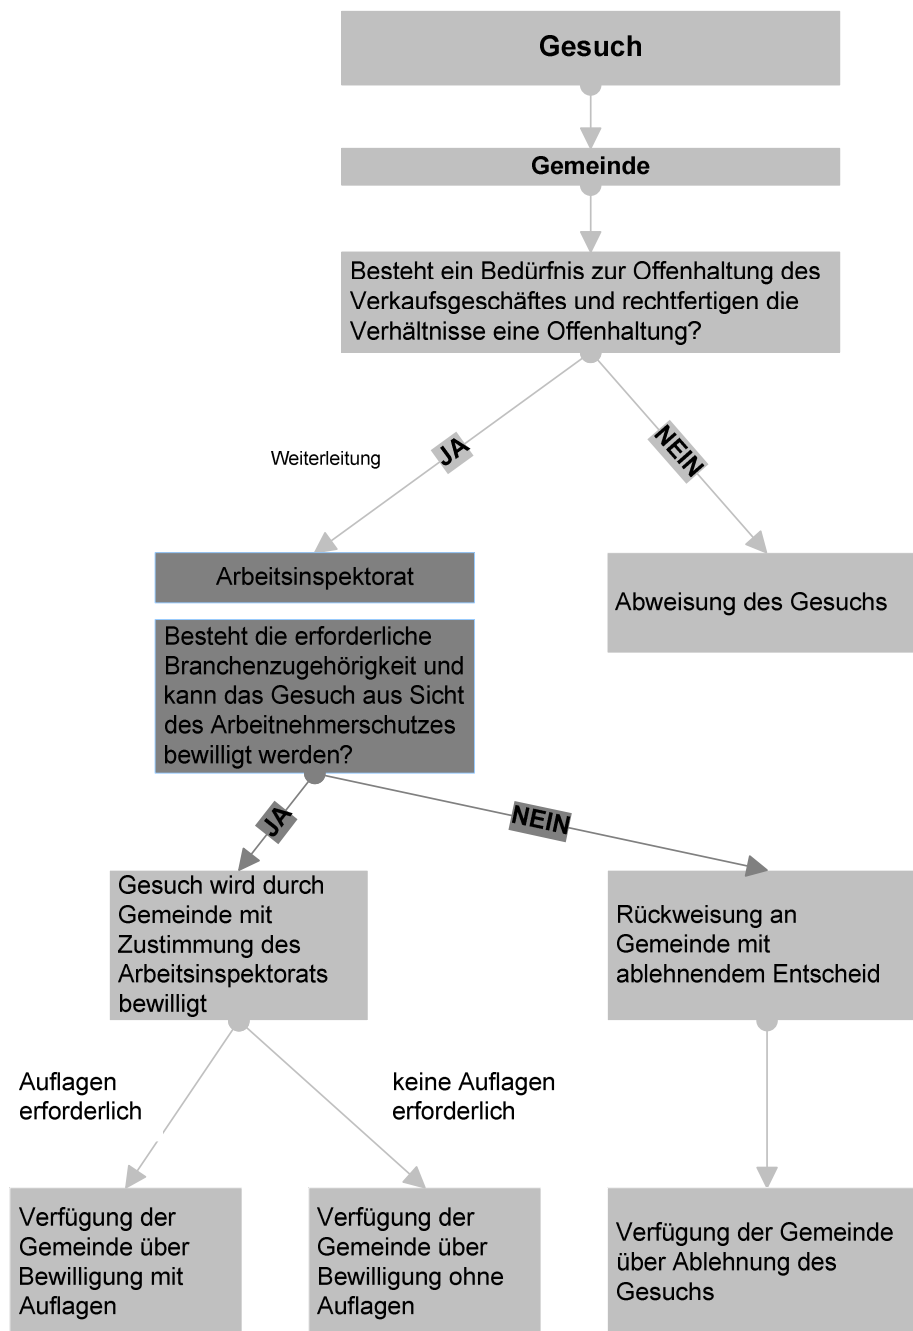 Gesuch
Gemeinde
Besteht ein Bedürfnis zur Offenhaltung des
Verkaufsgeschäftes und rechtfertigen die
Verhältnisse eine Offenhaltung?
Weiterleitung
JA
NEIN
Arbeitsinspektorat
Abweisung des Gesuchs
Besteht die erforderliche
Branchenzugehörigkeit und
kann das Gesuch aus Sicht
des Arbeitnehmerschutzes
bewilligt werden?
JA
NEIN
Gesuch wird durch
Gemeinde mit
Zustimmung des
Arbeitsinspektorats
bewilligt
Rückweisung an
Gemeinde mit
ablehnendem Entscheid
Auflagen
erforderlich
keine Auflagen
erforderlich
Verfügung der
Gemeinde über
Bewilligung mit
Auflagen
Verfügung der
Gemeinde über
Bewilligung ohne
Auflagen
Verfügung der Gemeinde
über Ablehnung des
Gesuchs